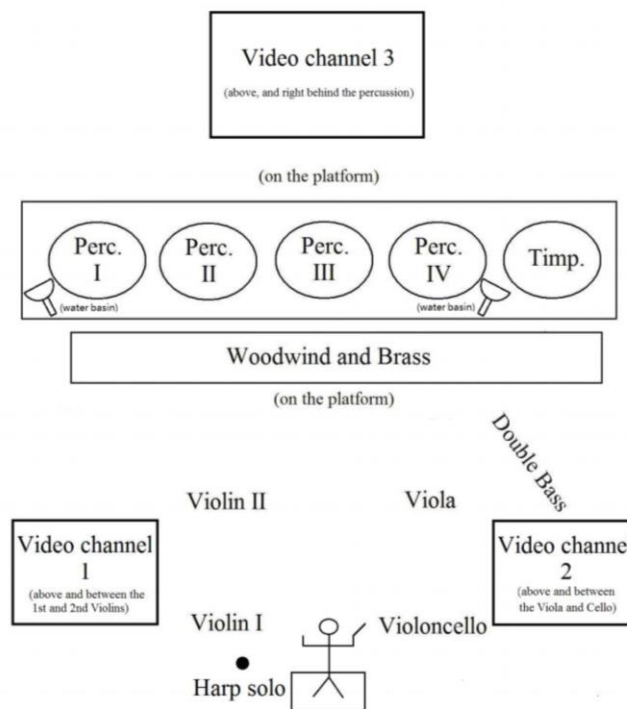 Video channel 3
(above, and right behind the percussion)
(on the platform)
Perc.
I
Perc.
II
Perc.
III
Perc.
IV
Timp.
(water basin)
(water basin)
Woodwind and Brass
(on the platform)
Double Bass
Violin II
Viola
Video channel
1
(above and between the
1st and 2nd Violins)
Video channe
2
(above and between
the Viola and Cello)
Violin I
Violoncello
Harp solo